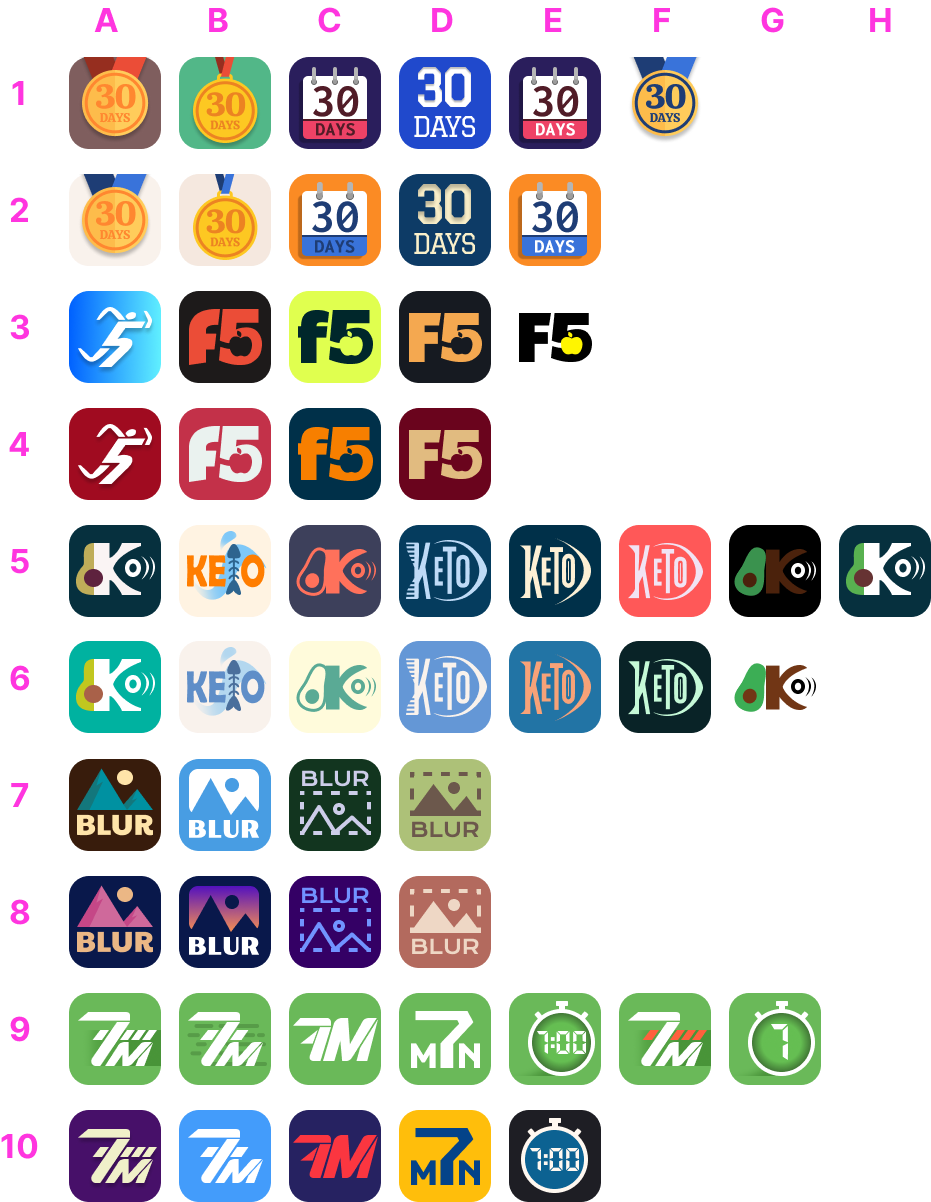 A B C D E F G H
1
30 DAYS
30 DAYS
30 DAYS
30 DAYS
30 DAYS
30 DAYS
2
30 DAYS
30 DAYS
30 DAYS
30 DAYS
30 DAYS
3
f5
f5
F5
F5
4
f5
f5
F5
5
K
KETO
K
KETO
KETO
KETO
K
K
6
K
KETO
K
KETO
KETO
KETO
K
7
BLUR
BLUR
BLUR
BLUR
8
BLUR
BLUR
BLUR
BLUR
9
7M
7M
7M
7 MIN
7:00
7M
7
10
7M
7M
7M
7 MIN
7:00